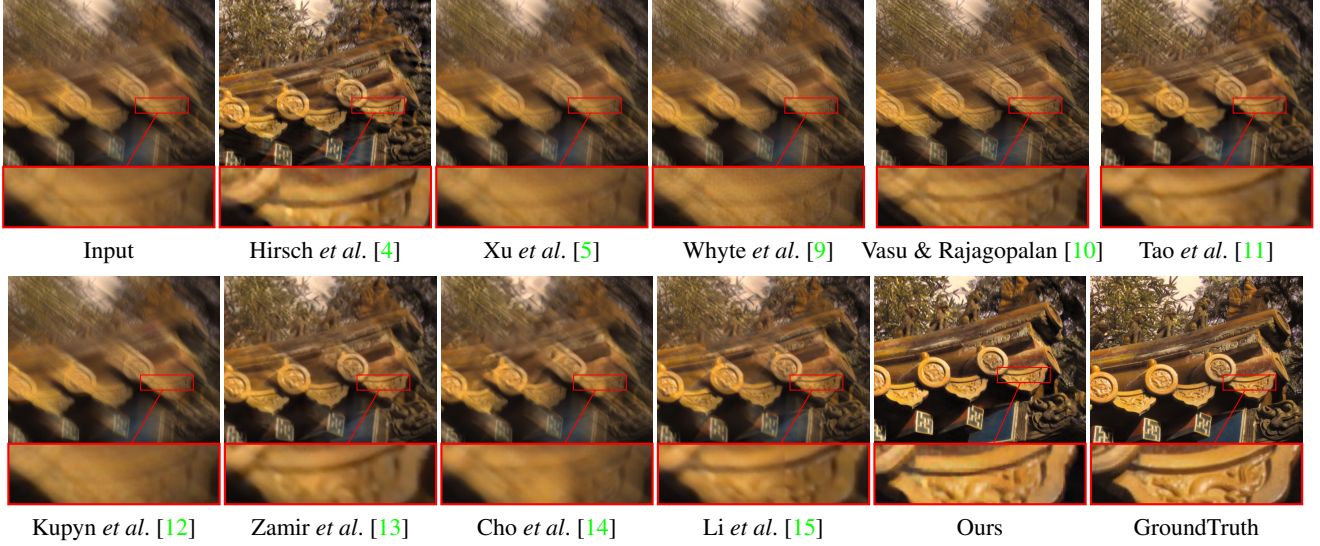 Input
Hirsch et al. [4]
Xu et al. [5]
Whyte et al. [9]
Vasu & Rajagopalan [10]
Tao et al. [11]
Kupyn et al. [12]
Zamir et al. [13]
Cho et al. [14]
Li et al. [15]
Ours
GroundTruth